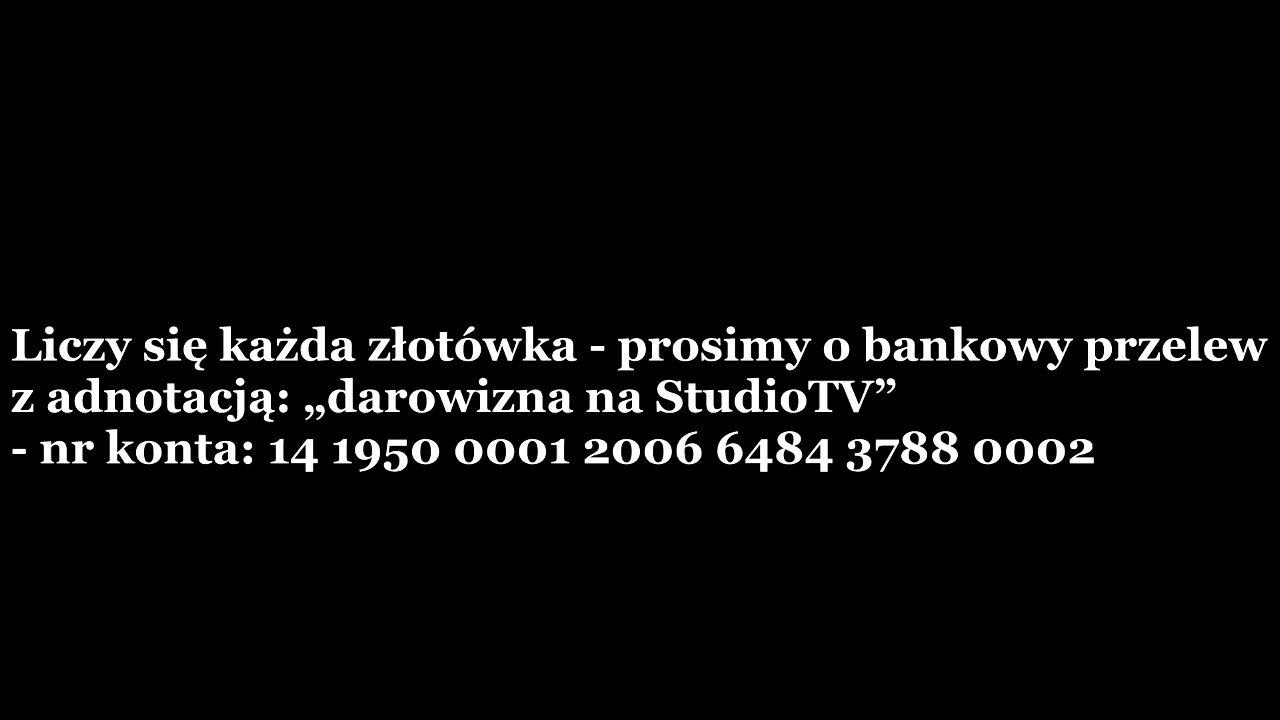 Liczy się każda złotówka - prosimy o bankowy przelew
z adnotacją: „darowizna na StudioTV”
- nr konta: 14 1950 0001 2006 6484 3788 0002